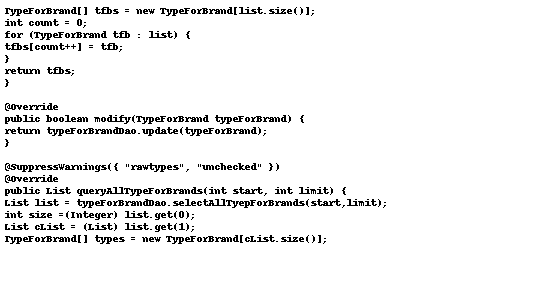 TypeForBrand[] tfbs = new TypeForBrand[list.size()];
int count = 0;
for (TypeForBrand tfb : list) {
tfbs[count++] = tfb;
}
return tfbs;
}

@Override
public boolean modify(TypeForBrand typeForBrand) {
return typeForBrandDao.update(typeForBrand);
}

@SuppressWarnings({ "rawtypes", "unchecked" })
@Override
public List queryAllTypeForBrands(int start, int limit) {
List list = typeForBrandDao.selectAllTyepForBrands(start,limit);
int size =(Integer) list.get(0);
List cList = (List) list.get(1);
TypeForBrand[] types = new TypeForBrand[cList.size()];